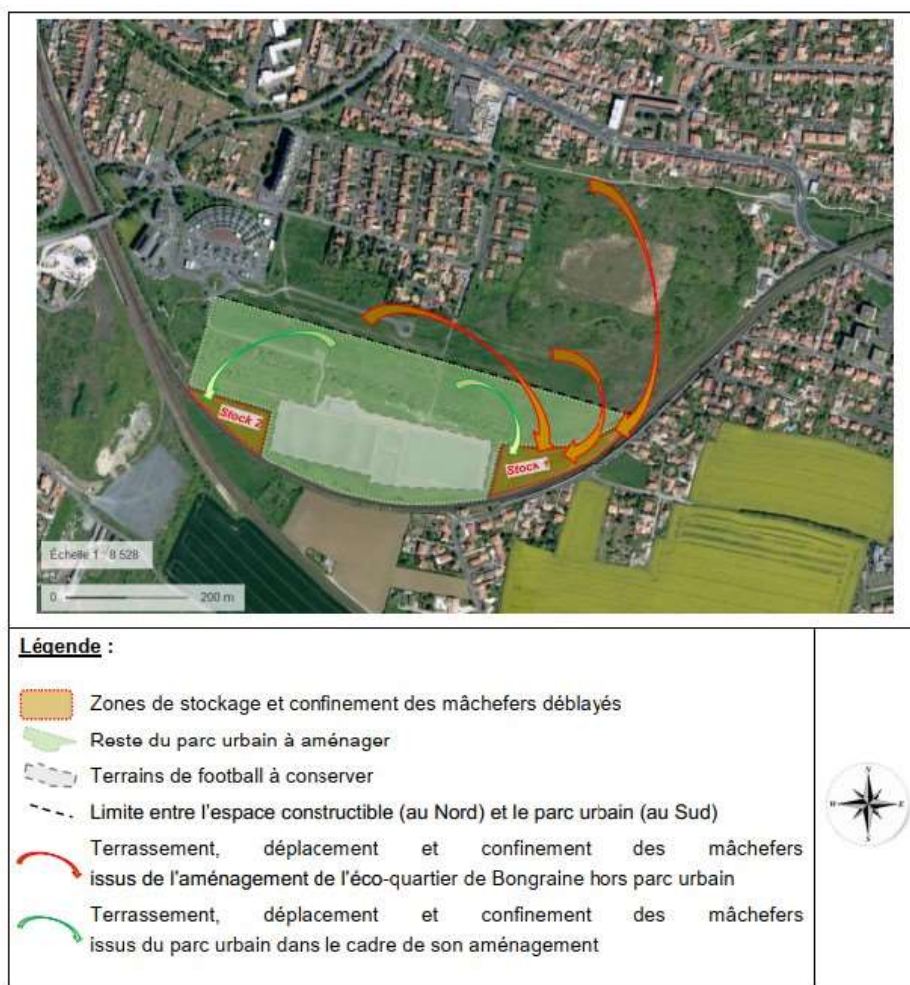 Stock 2
Stock 1
Échelle 1 : 8 528
0 200 m
Légende :
Zones de stockage et confinement des mâchefers déblayés
Reste du parc urbain à aménager
Terrains de football à conserver
Limite entre l'espace constructible (au Nord) et le parc urbain (au Sud)
Terrassement, déplacement et confinement des mâchefers
issus de l'aménagement de l'éco-quartier de Bongraine hors parc urbain
Terrassement, déplacement et confinement des mâchefers
issus du parc urbain dans le cadre de son aménagement
N
W E
S